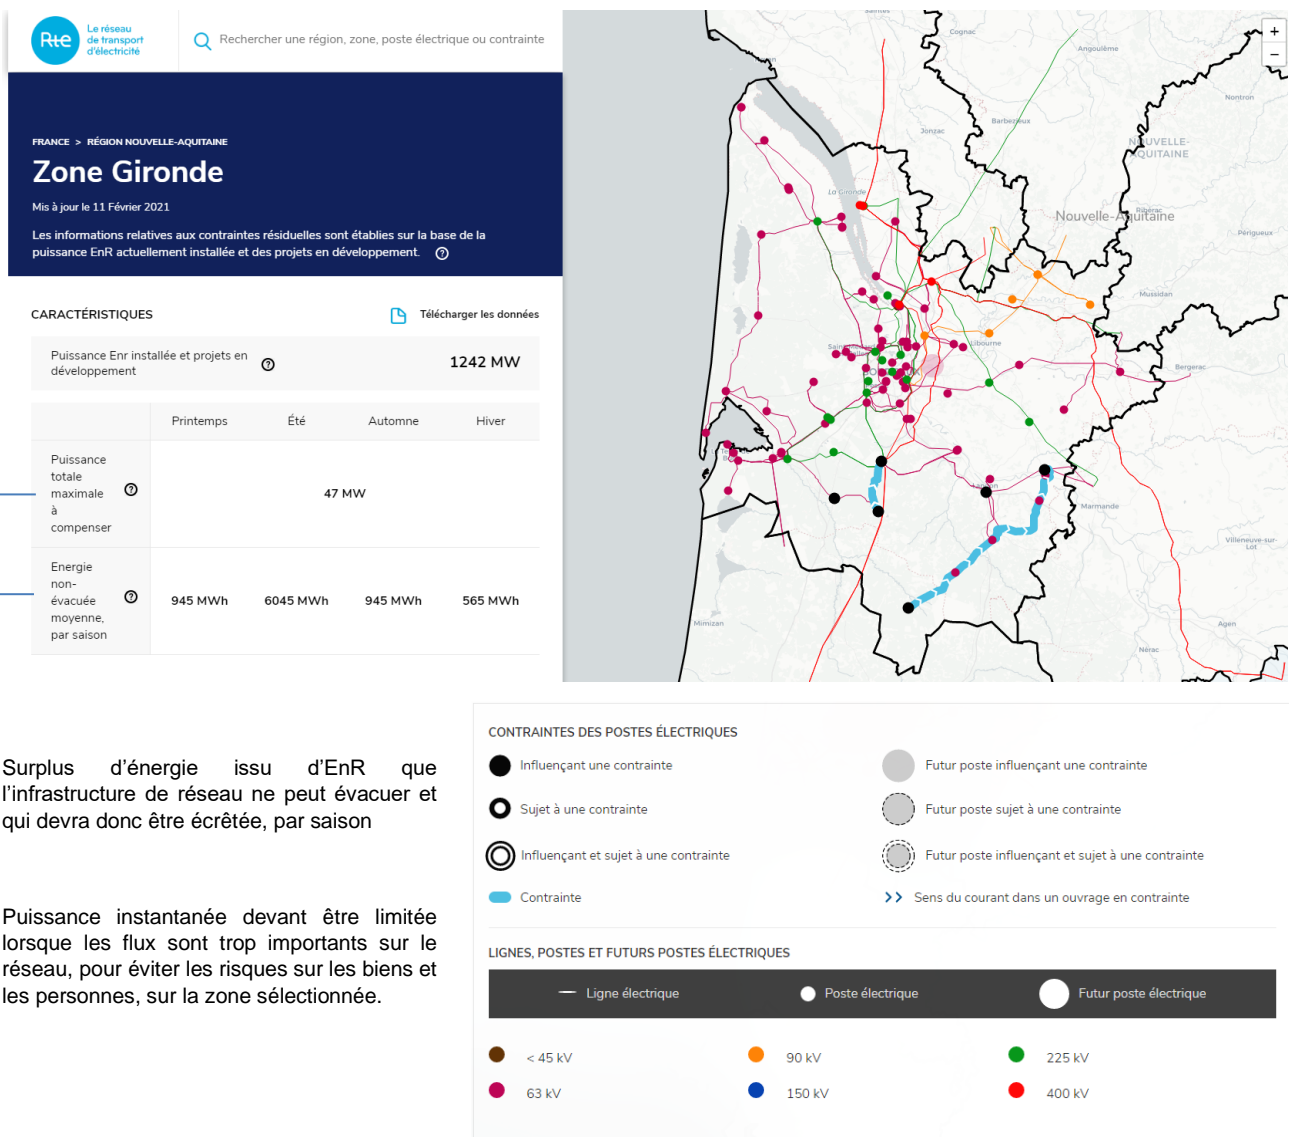 Rte
Le réseau
de transport
d'électricité
Rechercher une région, zone, poste électrique ou contrainte
FRANCE > RÉGION NOUVELLE-AQUITAINE
Zone Gironde
Mis à jour le 11 Février 2021
Les informations relatives aux contraintes résiduelles sont établies sur la base de la
puissance EnR actuellement installée et des projets en développement. ?
CARACTÉRISTIQUES
Télécharger les données
Puissance Enr installée et projets en
développement
?
1242 MW
Printemps Été Automne Hiver
Puissance
totale
maximale ?
à
compenser
47 MW
Energie
non-
évacuée ?
moyenne,
par saison
945 MWh 6045 MWh 945 MWh 565 MWh
+
−
Saintes
Cognac
Angoulême
Nontron
Barbezieux
Jonzac
NOUVELLE-
AQUITAINE
La Gironde
Nouvelle-Aquitaine
Ribérac
Périgueux
Mussidan
Libourne
Bergerac
Langon
Marmande
Villeneuve-sur-
Lot
Mimizan
Agen
Nérac
Surplus d'énergie issu d'EnR que
l'infrastructure de réseau ne peut évacuer et
qui devra donc être écrêtée, par saison
Puissance instantanée devant être limitée
lorsque les flux sont trop importants sur le
réseau, pour éviter les risques sur les biens et
les personnes, sur la zone sélectionnée.
CONTRAINTES DES POSTES ÉLECTRIQUES
Influençant une contrainte
Futur poste influençant une contrainte
Sujet à une contrainte
Futur poste sujet à une contrainte
Influençant et sujet à une contrainte
Futur poste influençant et sujet à une contrainte
Contrainte
Sens du courant dans un ouvrage en contrainte
LIGNES, POSTES ET FUTURS POSTES ÉLECTRIQUES
Ligne électrique
Poste électrique
Futur poste électrique
< 45 kV
90 kV
225 kV
63 kV
150 kV
400 kV